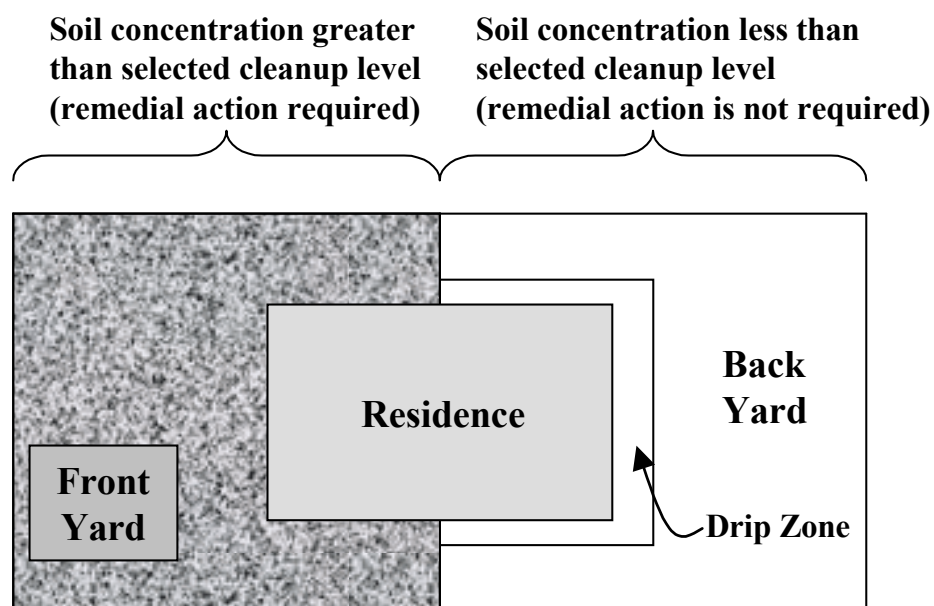 Soil concentration greater
than selected cleanup level
(remedial action required)
Soil concentration less than
selected cleanup level
(remedial action is not required)
Residence
Back
Yard
Front
Yard
Drip Zone